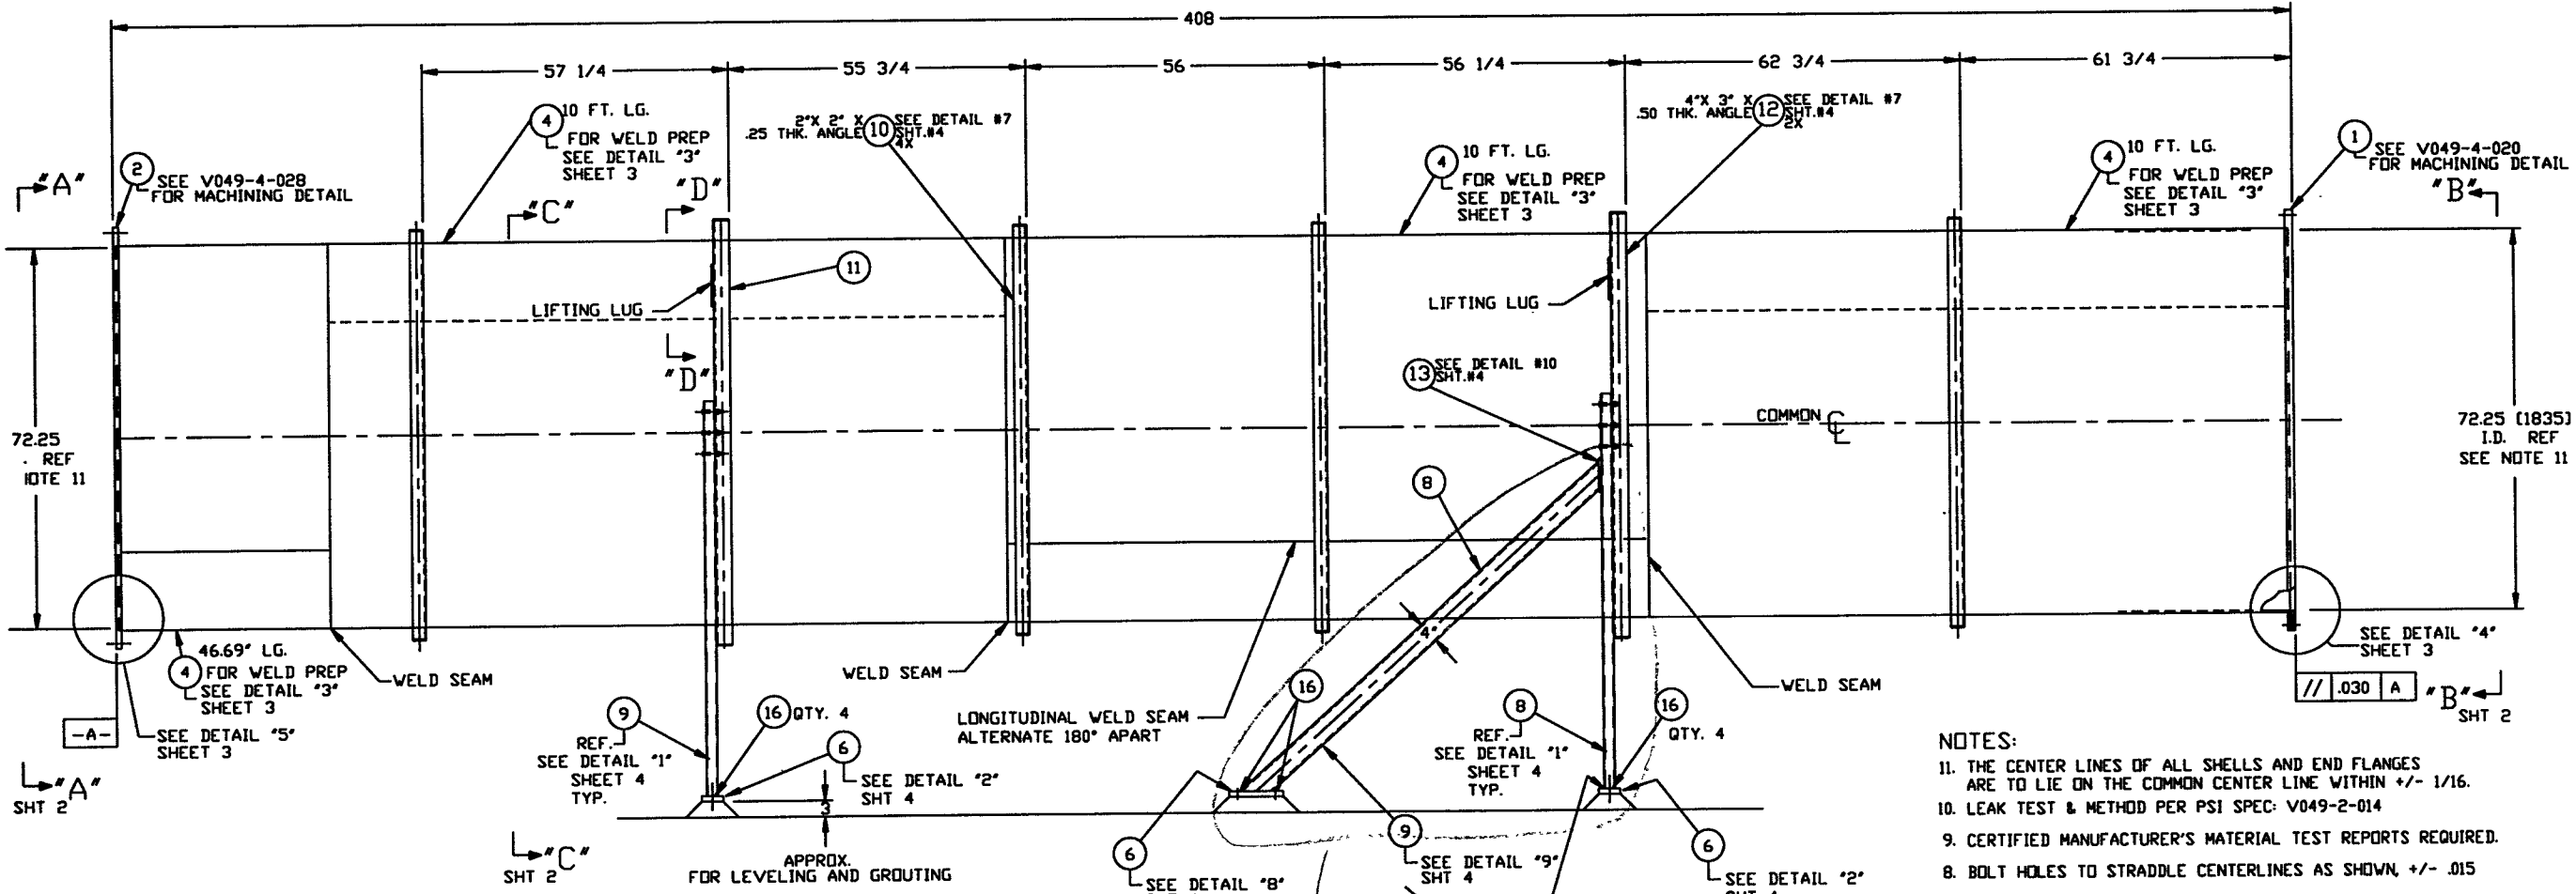 408
57 1/4
55 3/4
56
56 1/4
62 3/4
61 3/4
"A"
2 SEE V049-4-028
FOR MACHINING DETAIL
4 10 FT. LG.
FOR WELD PREP
SEE DETAIL "3"
SHEET 3
"C"
"D"
2"X 2" X
.25 THK. ANGLE 10 SEE DETAIL #7
SHT.#4
4X
4 10 FT. LG.
FOR WELD PREP
SEE DETAIL "3"
SHEET 3
4"X 3" X
.50 THK. ANGLE 12 SEE DETAIL #7
SHT.#4
2X
4 10 FT. LG.
FOR WELD PREP
SEE DETAIL "3"
SHEET 3
1 SEE V049-4-020
FOR MACHINING DETAIL
"B"
11
LIFTING LUG
"D"
LIFTING LUG
13 SEE DETAIL #10
SHT.#4
COMMON CL
72.25
REF
NOTE 11
72.25 [1835]
I.D. REF
SEE NOTE 11
8
4"
46.69" LG.
4 FOR WELD PREP
SEE DETAIL "3"
SHEET 3
WELD SEAM
-A-
SEE DETAIL "5"
SHEET 3
"A"
SHT 2
9
REF.
SEE DETAIL "1"
SHEET 4
TYP.
16 QTY. 4
6
SEE DETAIL "2"
SHT 4
3
APPROX.
FOR LEVELING AND GROUTING
"C"
SHT 2
WELD SEAM
LONGITUDINAL WELD SEAM
ALTERNATE 180° APART
16
6
SEE DETAIL "8"
9
SEE DETAIL "9"
SHT 4
8
REF.
SEE DETAIL "1"
SHEET 4
TYP.
16
QTY. 4
WELD SEAM
6
SEE DETAIL "2"
SHT 4
SEE DETAIL "4"
SHEET 3
// .030 A
"B"
SHT 2
NOTES:
11. THE CENTER LINES OF ALL SHELLS AND END FLANGES
ARE TO LIE ON THE COMMON CENTER LINE WITHIN +/- 1/16.
10. LEAK TEST & METHOD PER PSI SPEC: V049-2-014
9. CERTIFIED MANUFACTURER'S MATERIAL TEST REPORTS REQUIRED.
8. BOLT HOLES TO STRADDLE CENTERLINES AS SHOWN, +/- .015